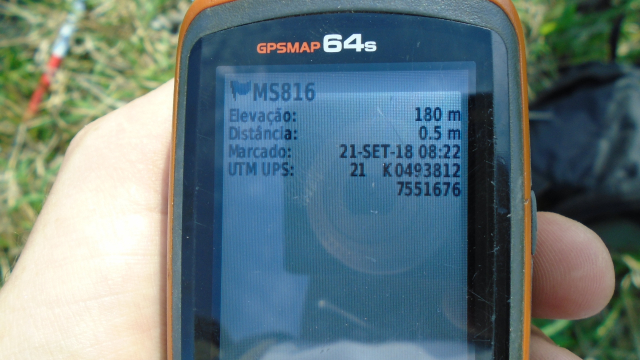 GPSMAP 64s
MS816
Elevação: 180 m
Distância: 0.5 m
Marcado: 21-SET-18 08:22
UTM UPS: 21 K 0493812
7551676